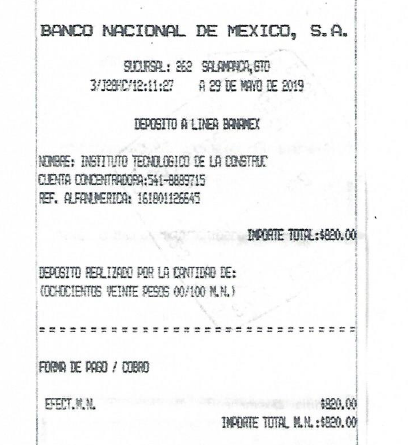 BANCO NACIONAL DE MEXICO, S.A.
SUCURSAL: 262 SALAMANCA,GTO
3/J28YC/12:11:27 A 29 DE MAYO DE 2019
DEPOSITO A LINEA BANAMEX
NOMBRE: INSTITUTO TECNOLOGICO DE LA CONSTRUC
CUENTA CONCENTRADORA:541-8889715
REF. ALFANUMERICA: 161801126645
IMPORTE TOTAL:$820.00
DEPOSITO REALIZADO POR LA CANTIDAD DE:
(OCHOCIENTOS VEINTE PESOS 00/100 M.N.)
= = = = = = = = = = = = = = = = = = = = = = = = = = = = =
FORMA DE PAGO / COBRO
EFECT.M.N. $820.00
IMPORTE TOTAL M.N.:$820.00